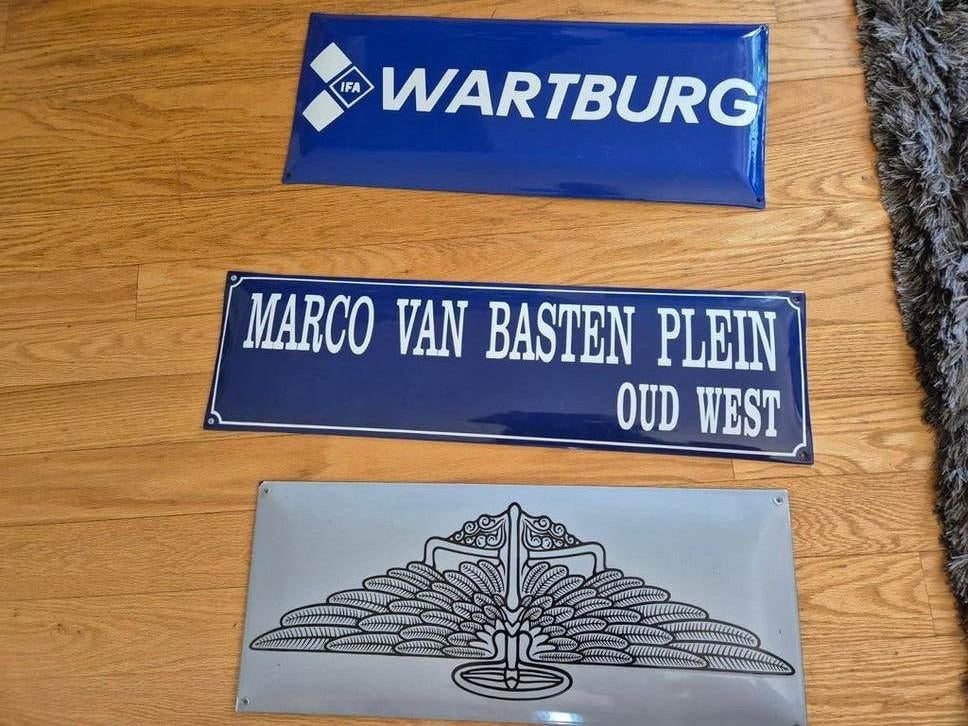 IFA WARTBURG
MARCO VAN BASTEN PLEIN
OUD WEST